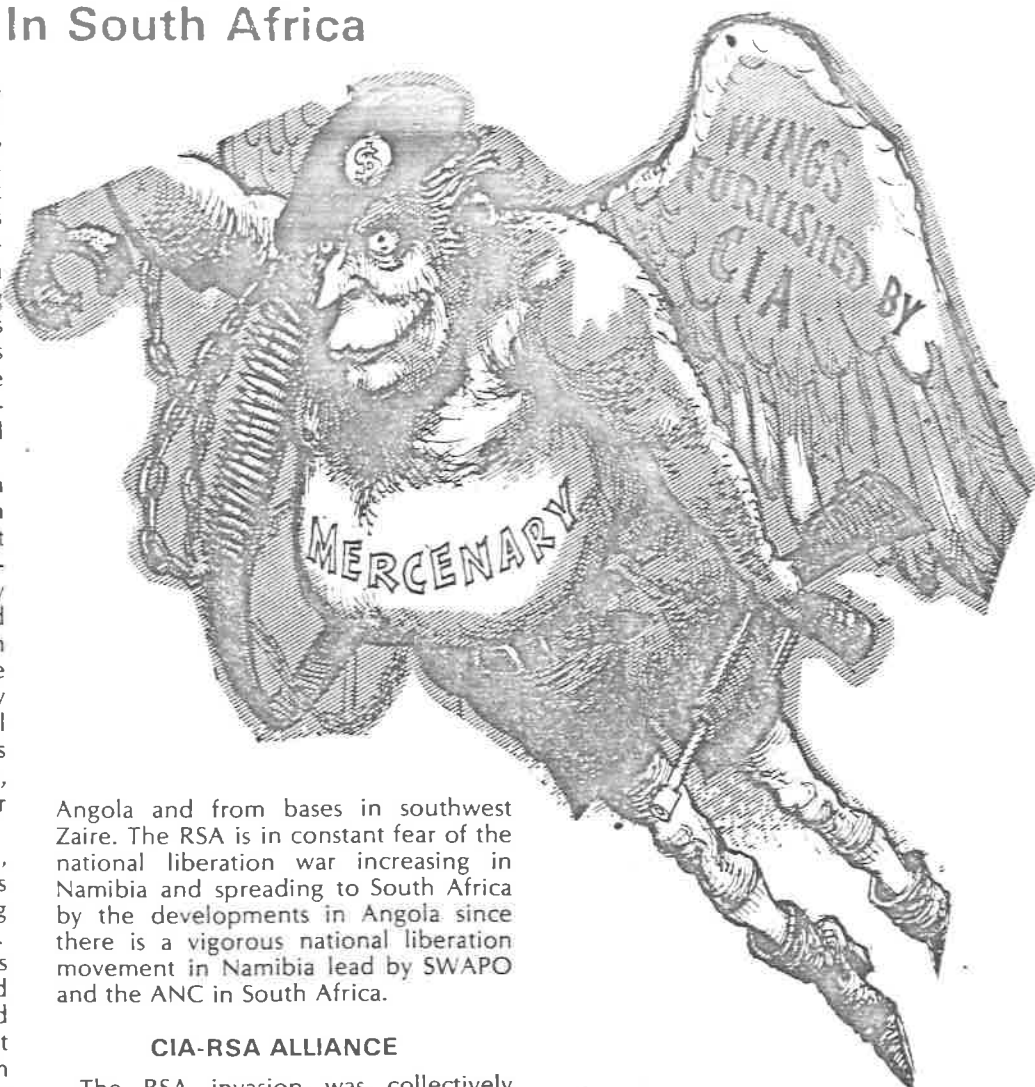 In South Africa
$
WINGS
FURNISHED BY
CIA
MERCENARY
Angola and from bases in southwest
Zaire. The RSA is in constant fear of the
national liberation war increasing in
Namibia and spreading to South Africa
by the developments in Angola since
there is a vigorous national liberation
movement in Namibia lead by SWAPO
and the ANC in South Africa.
CIA-RSA ALLIANCE
The RSA invasion was collectively